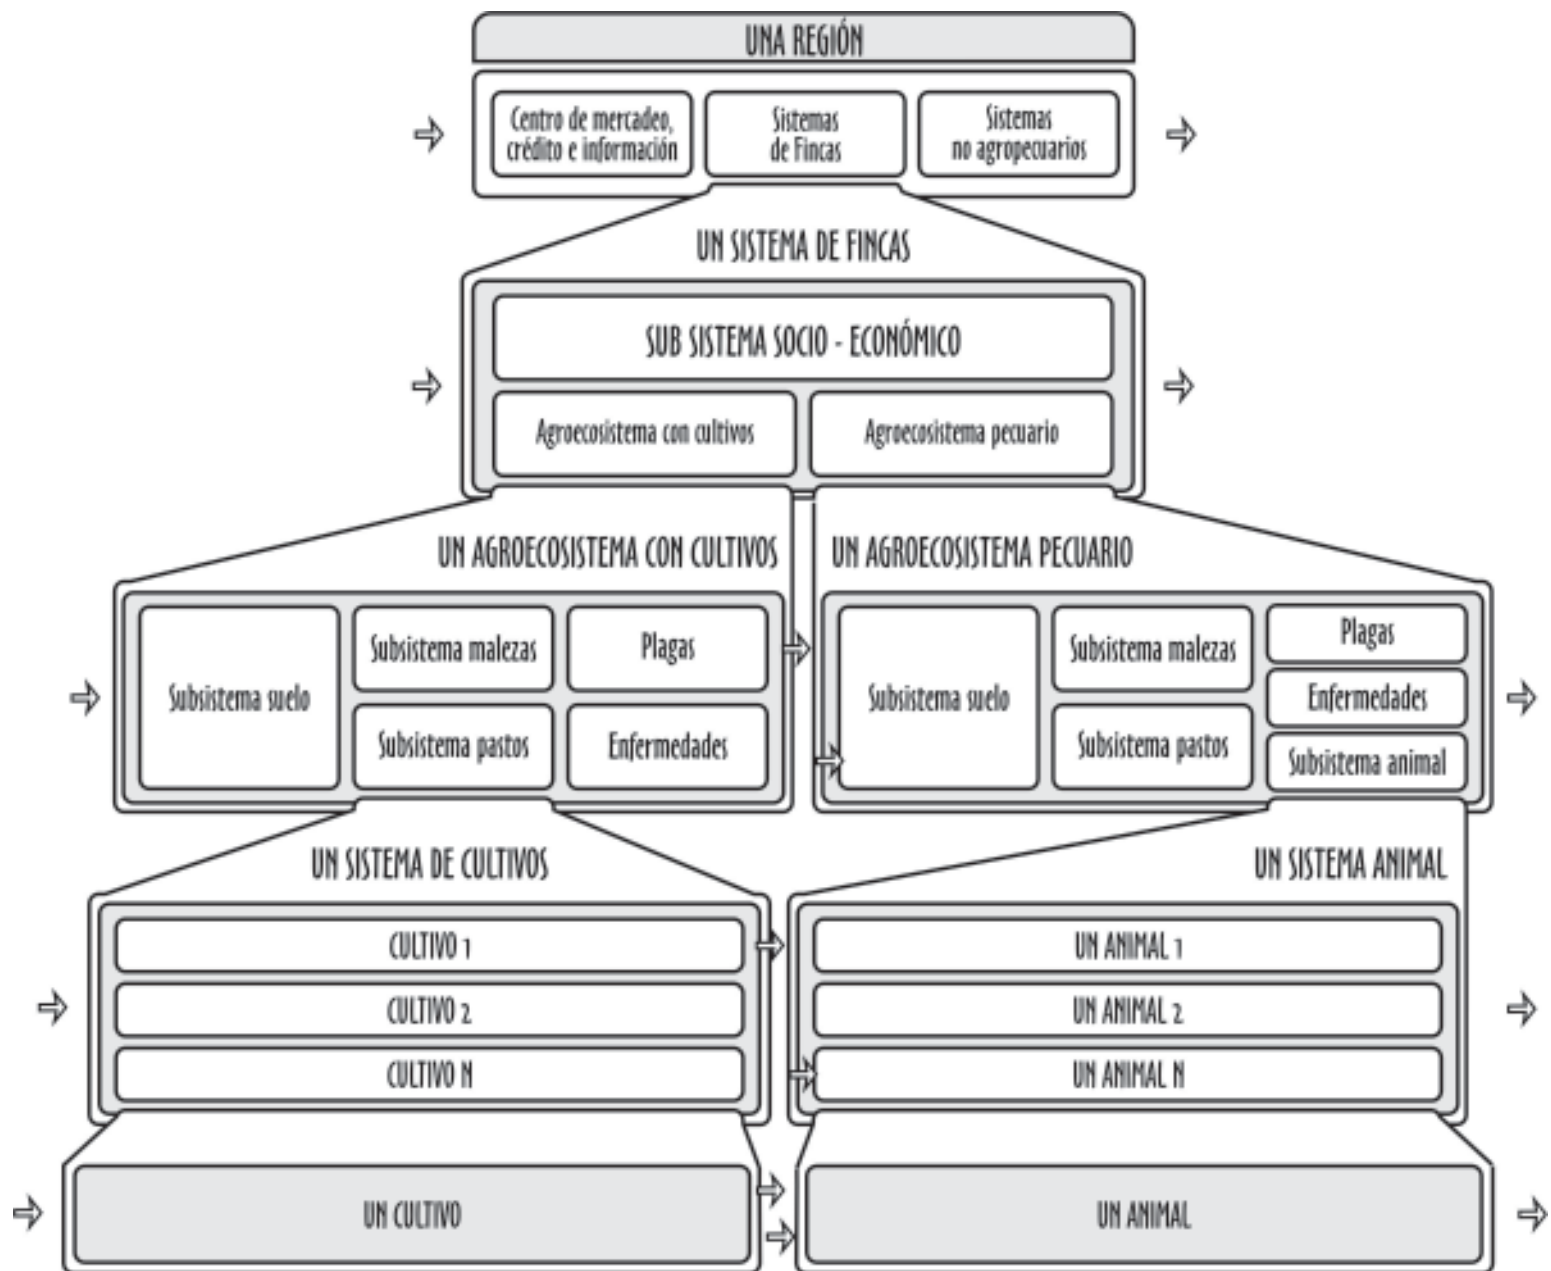 UNA REGIÓN
Centro de mercadeo,
crédito e información
Sistemas
de Fincas
Sistemas
no agropecuarios
UN SISTEMA DE FINCAS
SUB SISTEMA SOCIO - ECONÓMICO
Agroecosistema con cultivos
Agroecosistema pecuario
UN AGROECOSISTEMA CON CULTIVOS
UN AGROECOSISTEMA PECUARIO
Subsistema suelo
Subsistema malezas
Plagas
Subsistema pastos
Enfermedades
Subsistema suelo
Subsistema malezas
Subsistema pastos
Plagas
Enfermedades
Subsistema animal
UN SISTEMA DE CULTIVOS
UN SISTEMA ANIMAL
CULTIVO 1
CULTIVO 2
CULTIVO N
UN ANIMAL 1
UN ANIMAL 2
UN ANIMAL N
UN CULTIVO
UN ANIMAL